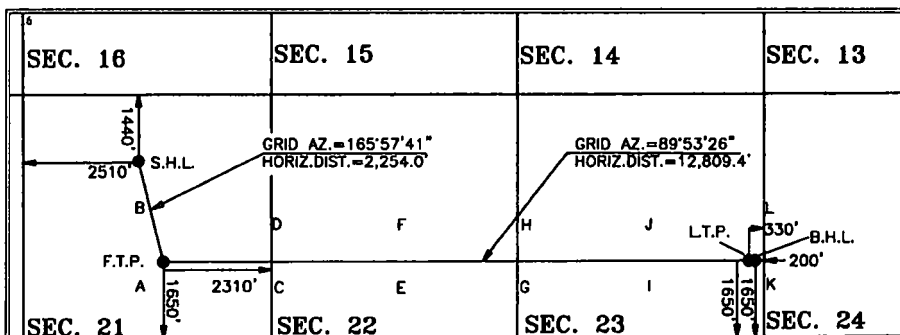 6
SEC. 16
SEC. 15
SEC. 14
SEC. 13
1440'
GRID AZ.=165°57'41"
HORIZ.DIST.=2,254.0'
GRID AZ.=89°53'26"
HORIZ.DIST.=12,809.4'
2510'
S.H.L.
B
D
F
H
J
L
L.T.P.
330'
B.H.L.
F.T.P.
200'
2310'
A
1650'
C
E
G
I
1650'
1650'
K
SEC. 21
SEC. 22
SEC. 23
SEC. 24